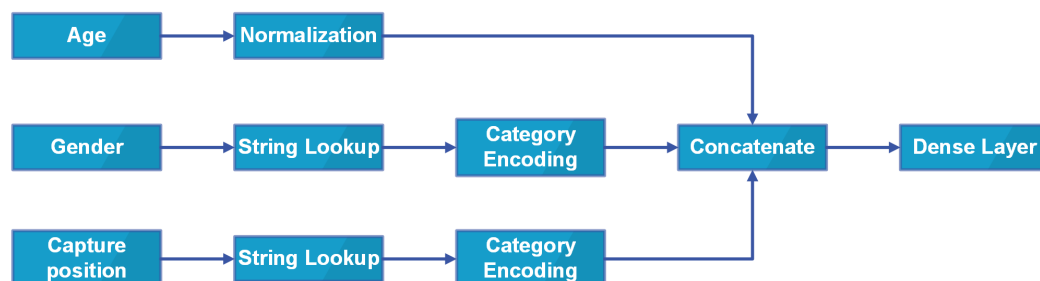 Age
Normalization
Gender
String Lookup
Category
Encoding
Concatenate
Dense Layer
Capture
position
String Lookup
Category
Encoding